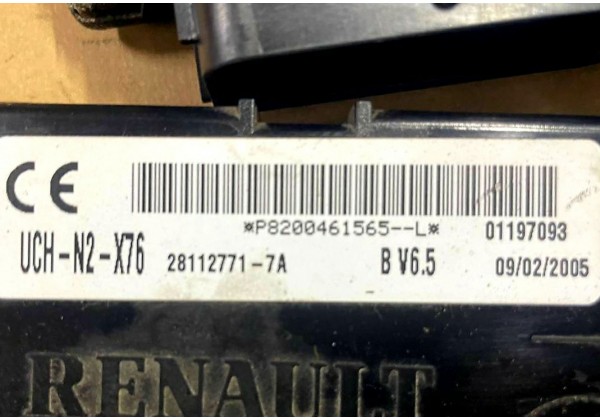 CE
*P8200461565--L* 01197093
UCH-N2-X76 28112771-7A B V6.5 09/02/2005
RENAULT